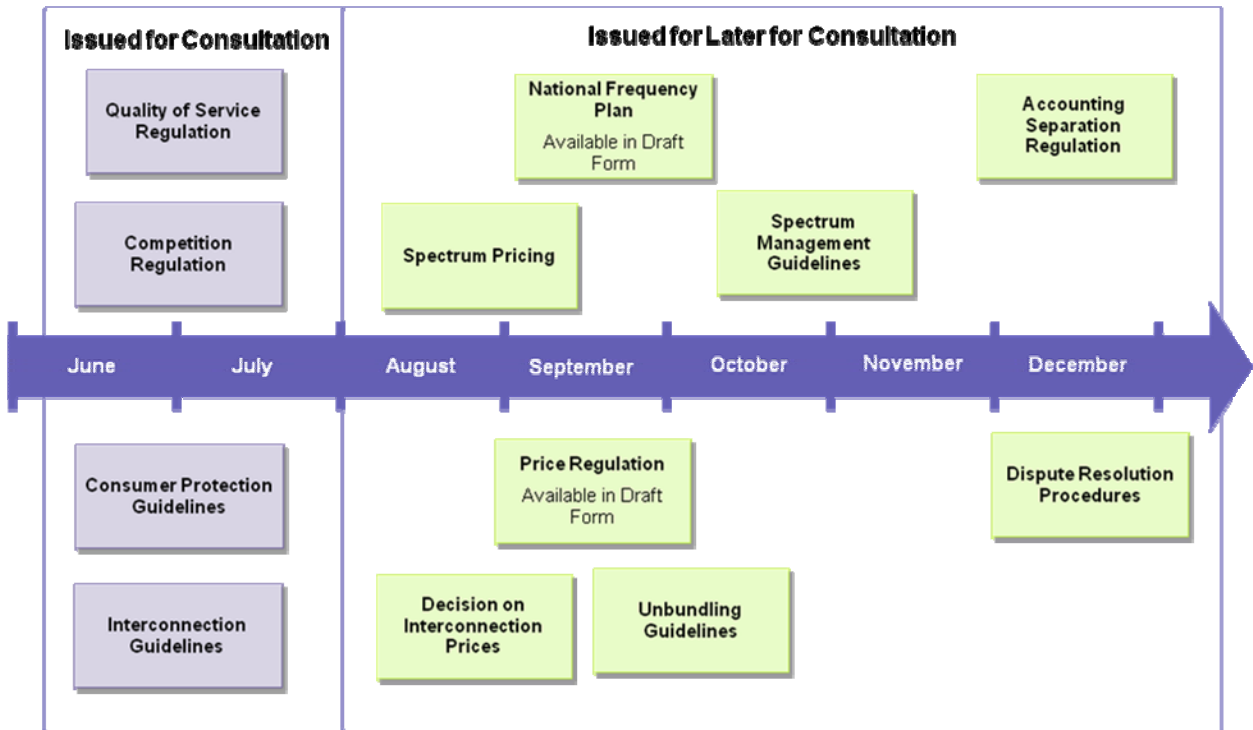 Issued for Consultation
Issued for Later for Consultation
Quality of Service
Regulation
National Frequency
Plan
Available in Draft
Form
Accounting
Separation
Regulation
Competition
Regulation
Spectrum Pricing
Spectrum
Management
Guidelines
June
July
August
September
October
November
December
Consumer Protection
Guidelines
Price Regulation
Available in Draft
Form
Dispute Resolution
Procedures
Interconnection
Guidelines
Decision on
Interconnection
Prices
Unbundling
Guidelines